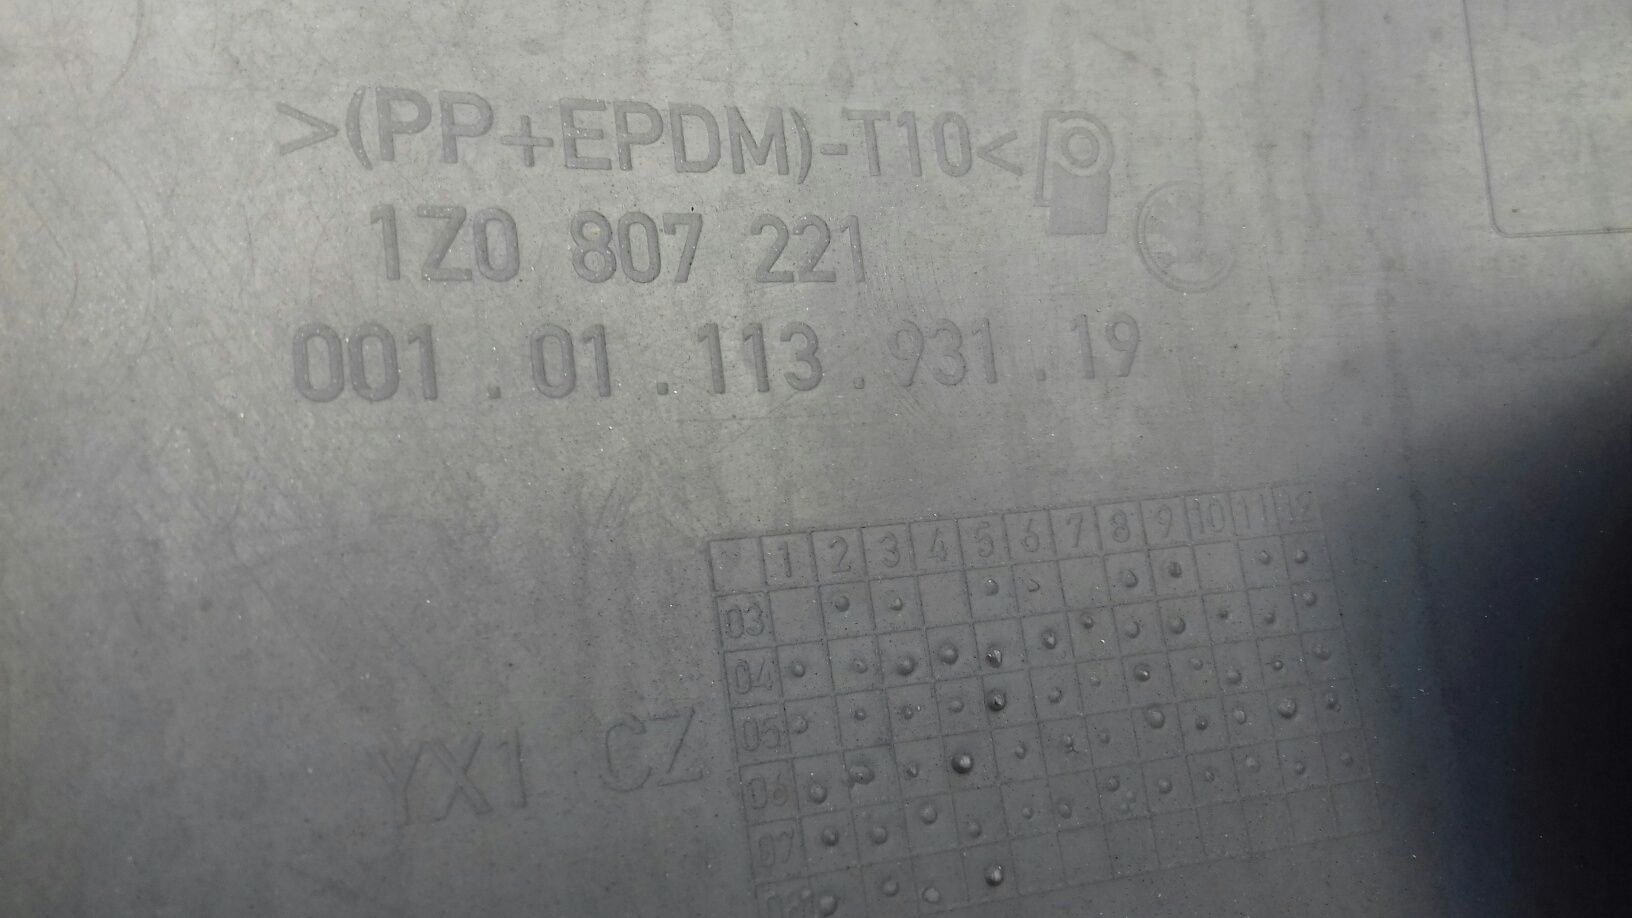 >(PP+EPDM)-T10<
1Z0 807 221
001 . 01 . 113 . 931 . 19
1 2 3 4 5 6 7 8 9 10 11 12
03
04
05
06
07
08
YX1 CZ